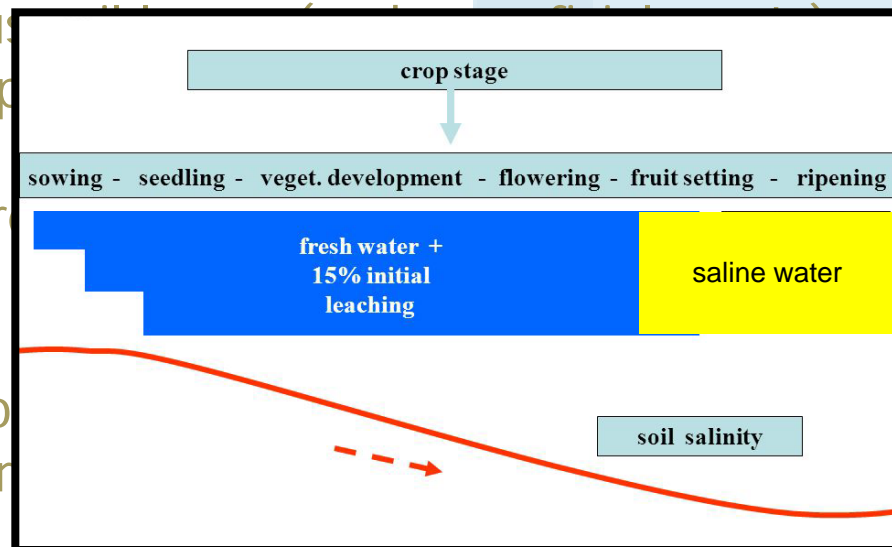 crop stage
sowing - seedling - veget. development - flowering - fruit setting - ripening
fresh water +
15% initial
leaching
saline water
soil salinity